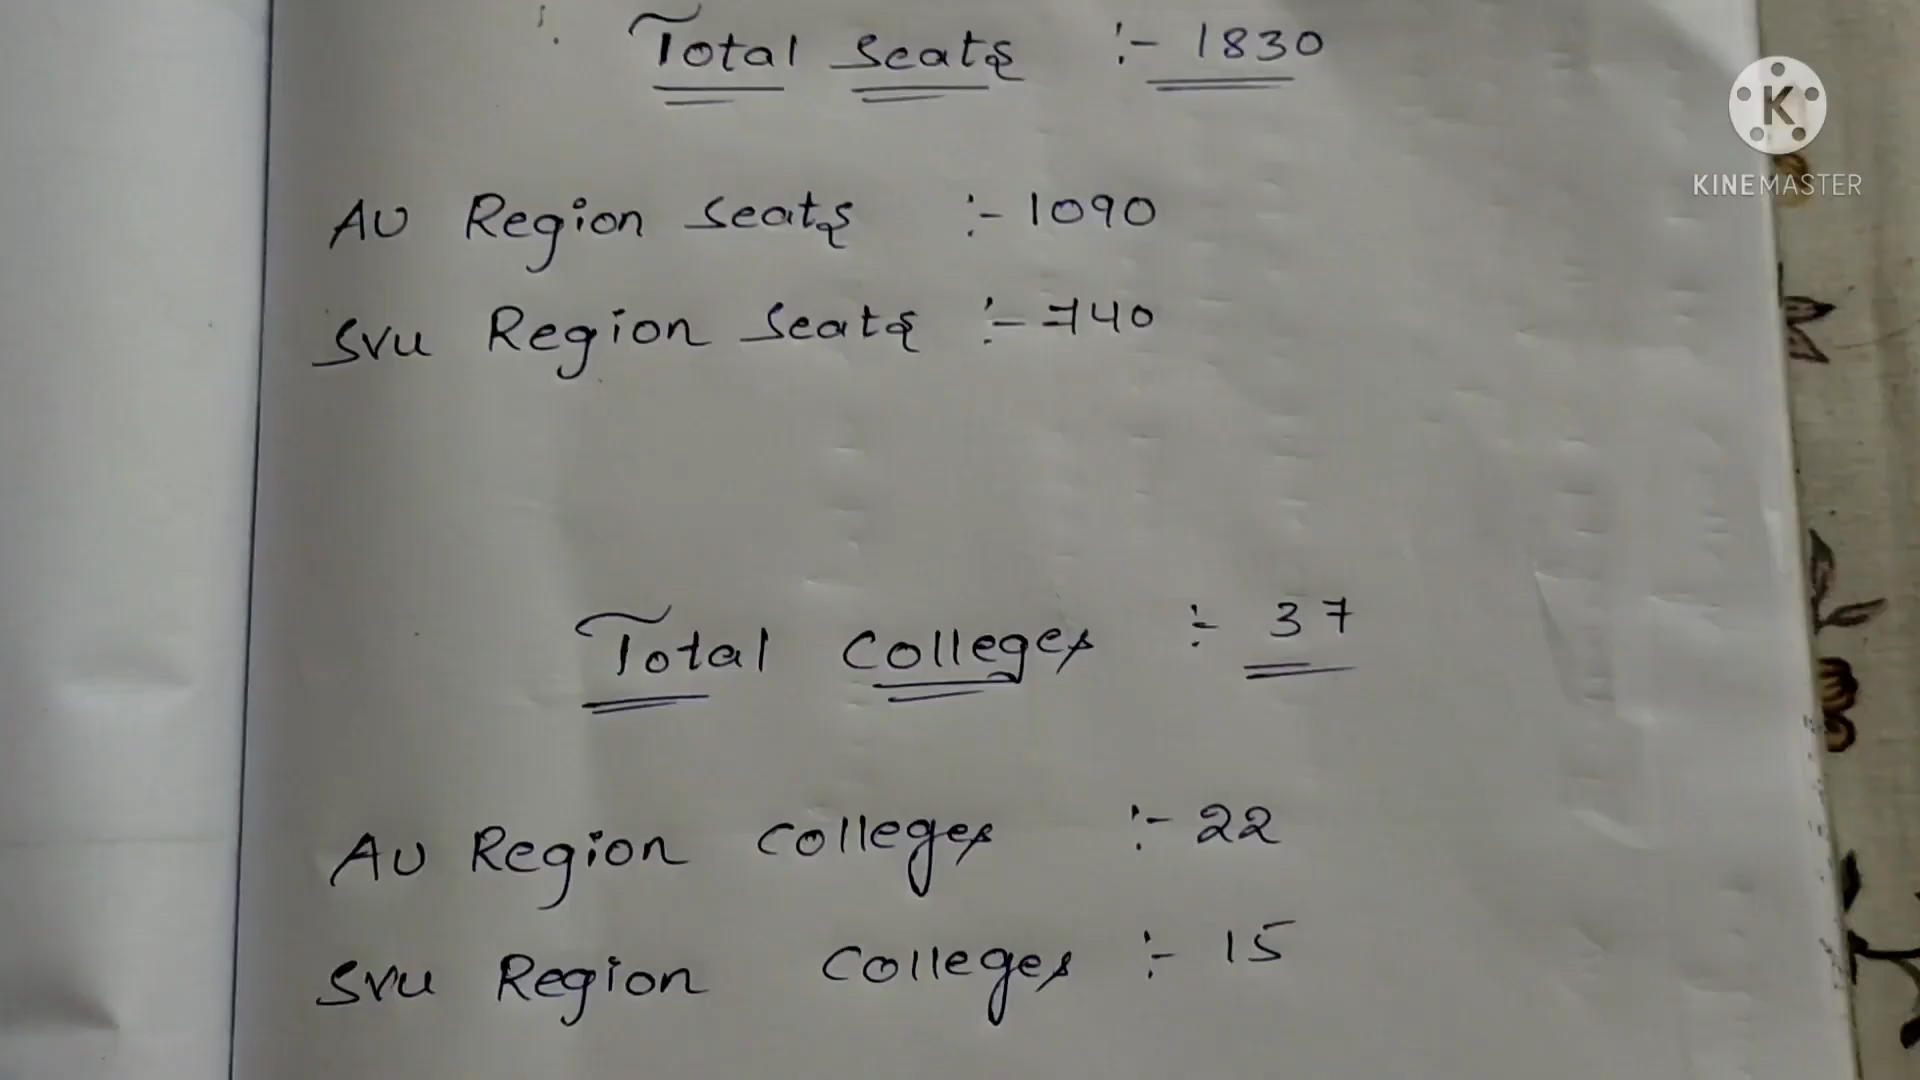 Total Seats :- 1830
KINEMASTER
AU Region Seats :- 1090
SVU Region Seats :- 740
Total Colleges :- 37
AU Region Colleges :- 22
SVU Region Colleges :- 15